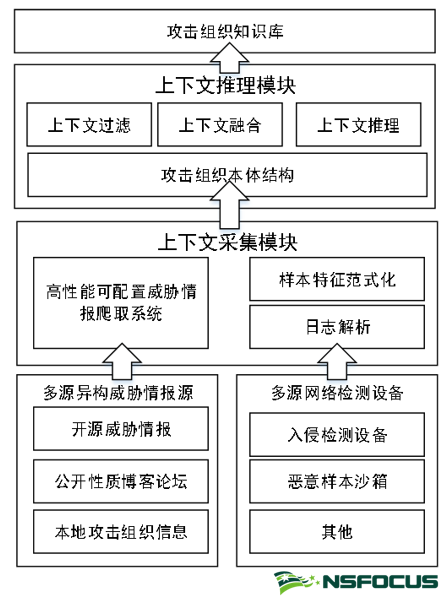 攻击组织知识库
上下文推理模块
上下文过滤
上下文融合
上下文推理
攻击组织本体结构
上下文采集模块
高性能可配置威胁情
报爬取系统
样本特征范式化
日志解析
多源异构威胁情报源
开源威胁情报
公开性质博客论坛
本地攻击组织信息
多源网络检测设备
入侵检测设备
恶意样本沙箱
其他
NSFOCUS